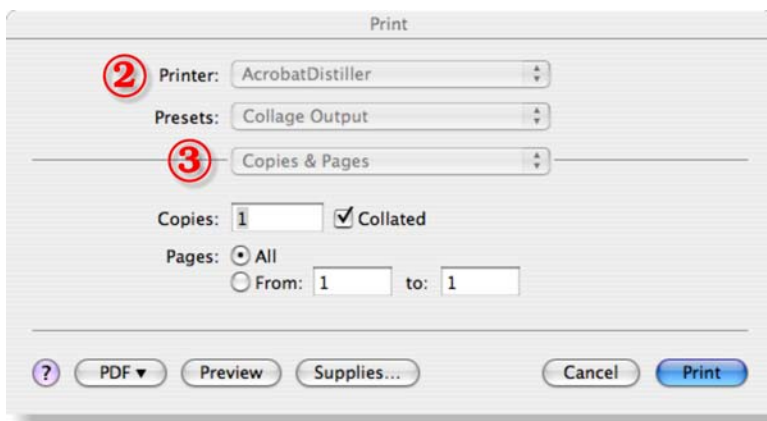 Print
② Printer: AcrobatDistiller
Presets: Collage Output
③ Copies & Pages
Copies: 1 Collated
Pages: All
From: 1 to: 1
? PDF▼ Preview Supplies... Cancel Print